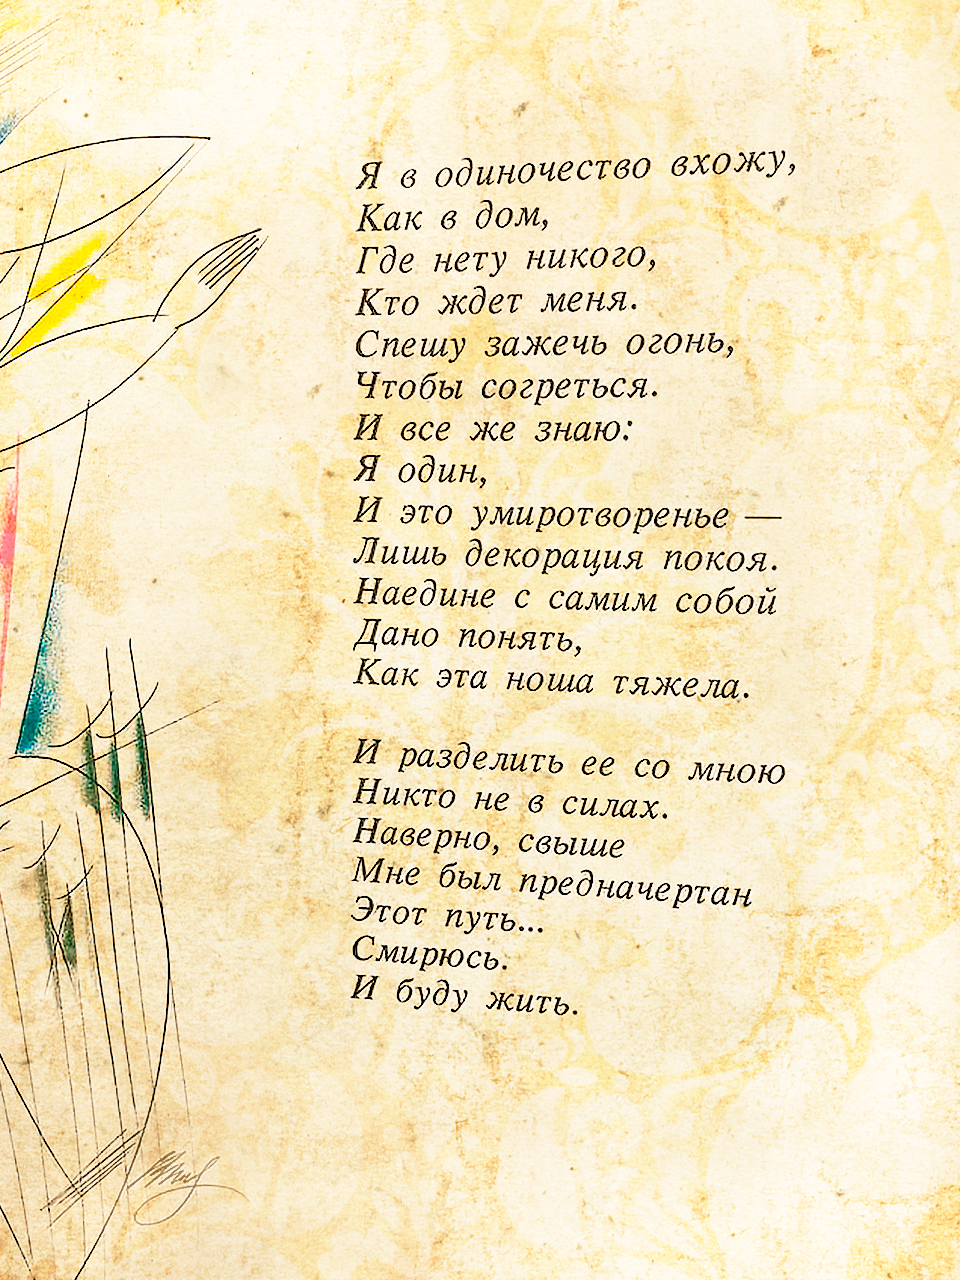 Я в одиночество вхожу,
Как в дом,
Где нету никого,
Кто ждет меня.
Спешу зажечь огонь,
Чтобы согреться.
И все же знаю:
Я один,
И это умиротворенье —
Лишь декорация покоя.
Наедине с самим собой
Дано понять,
Как эта ноша тяжела.
И разделить ее со мною
Никто не в силах.
Наверно, свыше
Мне был предначертан
Этот путь...
Смирюсь.
И буду жить.